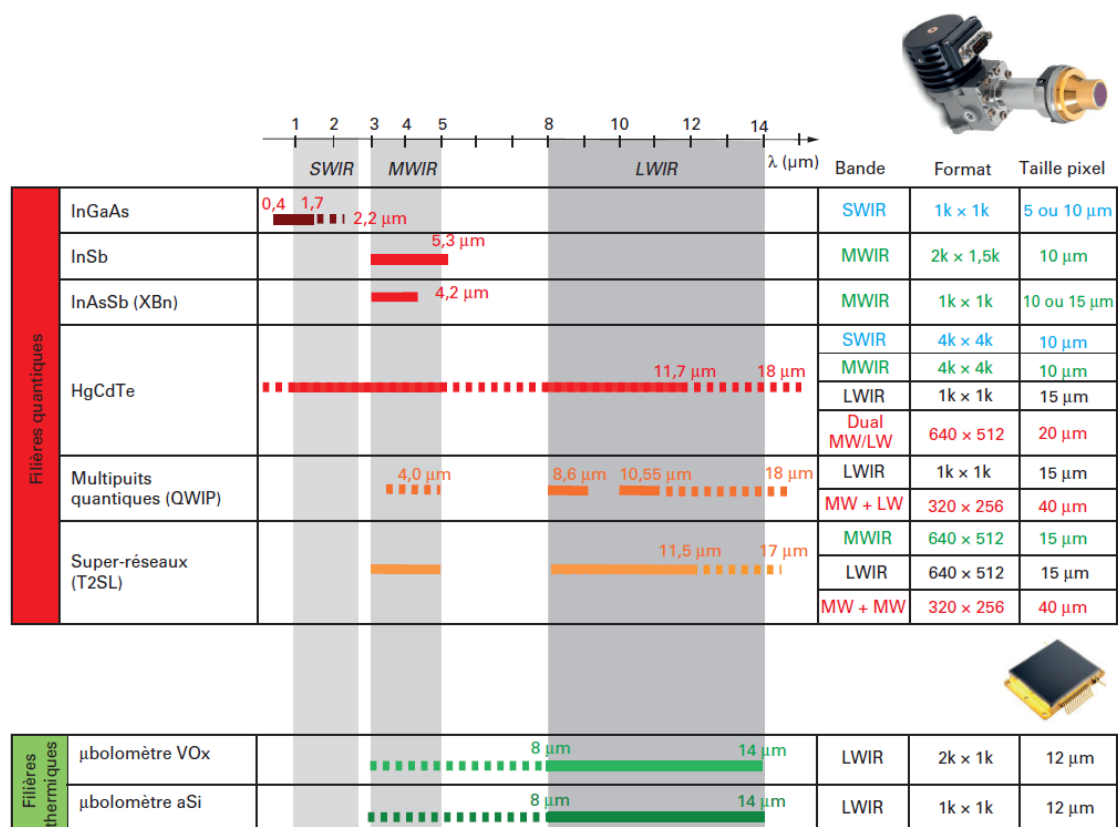 1 2 3 4 5 8 10 12 14
SWIR MWIR LWIR λ (µm) Bande Format Taille pixel
Filières quantiques
InGaAs 0,4 1,7 2,2 µm SWIR 1k × 1k 5 ou 10 µm
InSb 5,3 µm MWIR 2k × 1,5k 10 µm
InAsSb (XBn) 4,2 µm MWIR 1k × 1k 10 ou 15 µm
HgCdTe 11,7 µm 18 µm
SWIR 4k × 4k 10 µm
MWIR 4k × 4k 10 µm
LWIR 1k × 1k 15 µm
Dual
MW/LW 640 × 512 20 µm
Multipuits
quantiques (QWIP)
4,0 µm 8,6 µm 10,55 µm 18 µm
LWIR 1k × 1k 15 µm
MW + LW 320 × 256 40 µm
Super-réseaux
(T2SL)
11,5 µm 17 µm
MWIR 640 × 512 15 µm
LWIR 640 × 512 15 µm
MW + MW 320 × 256 40 µm
Filières
thermiques
µbolomètre VOx 8 µm 14 µm LWIR 2k × 1k 12 µm
µbolomètre aSi 8 µm 14 µm LWIR 1k × 1k 12 µm